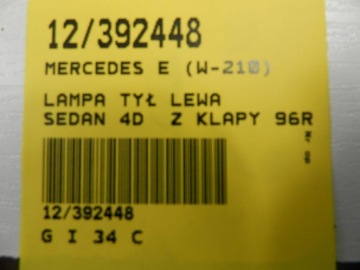 12/392448
MERCEDES E (W-210)
LAMPA TYŁ LEWA
SEDAN 4D Z KLAPY 96R
12/392448
G I 34 C